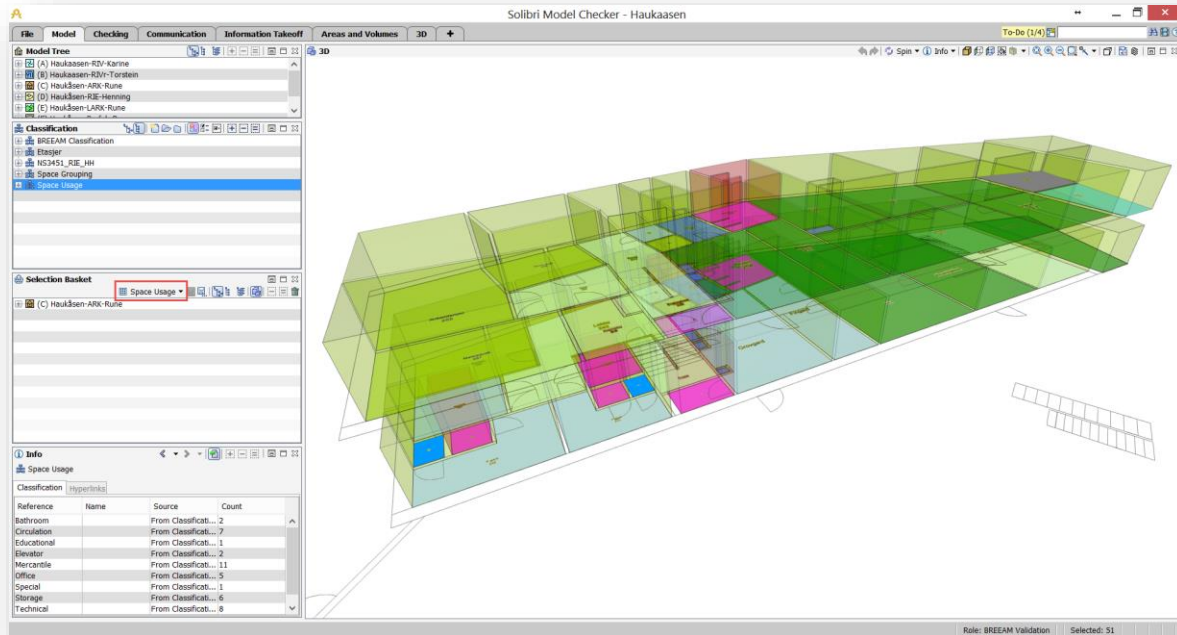 Solibri Model Checker - Haukaasen
File Model Checking Communication Information Takeoff Areas and Volumes 3D +
To-Do (1/4)
Model Tree
3D
Spin Info
(A) Haukaasen-RIV-Karine
(B) Haukaasen-RIVr-Torstein
(C) Haukåsen-ARK-Rune
(D) Haukåsen-RIE-Henning
(E) Haukåsen-LARK-Rune
Classification
BREEAM Classification
Etasjer
NS3451_RIE_HH
Space Grouping
Space Usage
Selection Basket
Space Usage
(C) Haukåsen-ARK-Rune
Info
Space Usage
Classification Hyperlinks
Reference Name Source Count
Bathroom From Classificati... 2
Circulation From Classificati... 7
Educational From Classificati... 1
Elevator From Classificati... 2
Mercantile From Classificati... 11
Office From Classificati... 5
Special From Classificati... 1
Storage From Classificati... 6
Technical From Classificati... 8
Role: BREEAM Validation Selected: 51